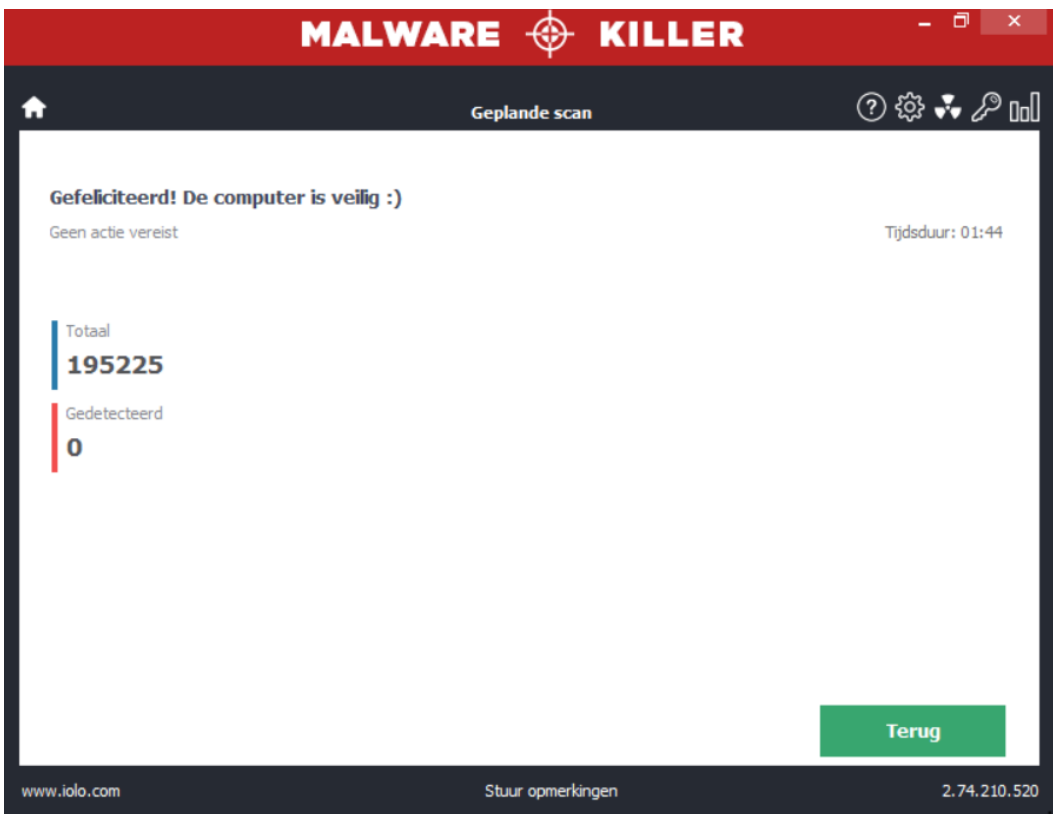 MALWARE KILLER
Geplande scan
Gefeliciteerd! De computer is veilig :)
Geen actie vereist
Tijdsduur: 01:44
Totaal
195225
Gedetecteerd
0
Terug
www.iolo.com
Stuur opmerkingen
2.74.210.520